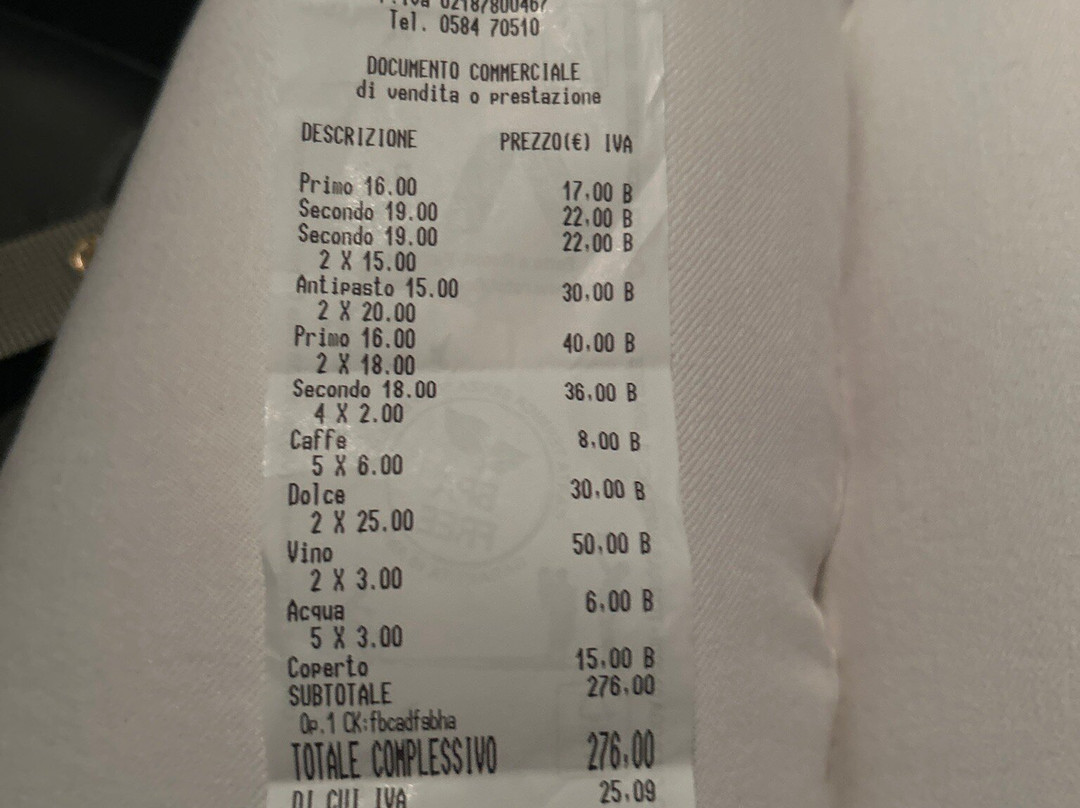 Tel. 0584 70510
DOCUMENTO COMMERCIALE
di vendita o prestazione
DESCRIZIONE PREZZO(€) IVA
Primo 16.00 17,00 B
Secondo 19.00 22,00 B
Secondo 19.00 22,00 B
2 X 15.00
Antipasto 15.00 30,00 B
2 X 20.00
Primo 16.00 40,00 B
2 X 18.00
Secondo 18.00 36,00 B
4 X 2.00
Caffe 8,00 B
5 X 6.00
Dolce 30,00 B
2 X 25.00
Vino 50,00 B
2 X 3.00
Acqua 6,00 B
5 X 3.00
Coperto 15,00 B
SUBTOTALE 276,00
Op.1 CK:fbcadfabha
TOTALE COMPLESSIVO 276,00
DI CUI IVA 25,09